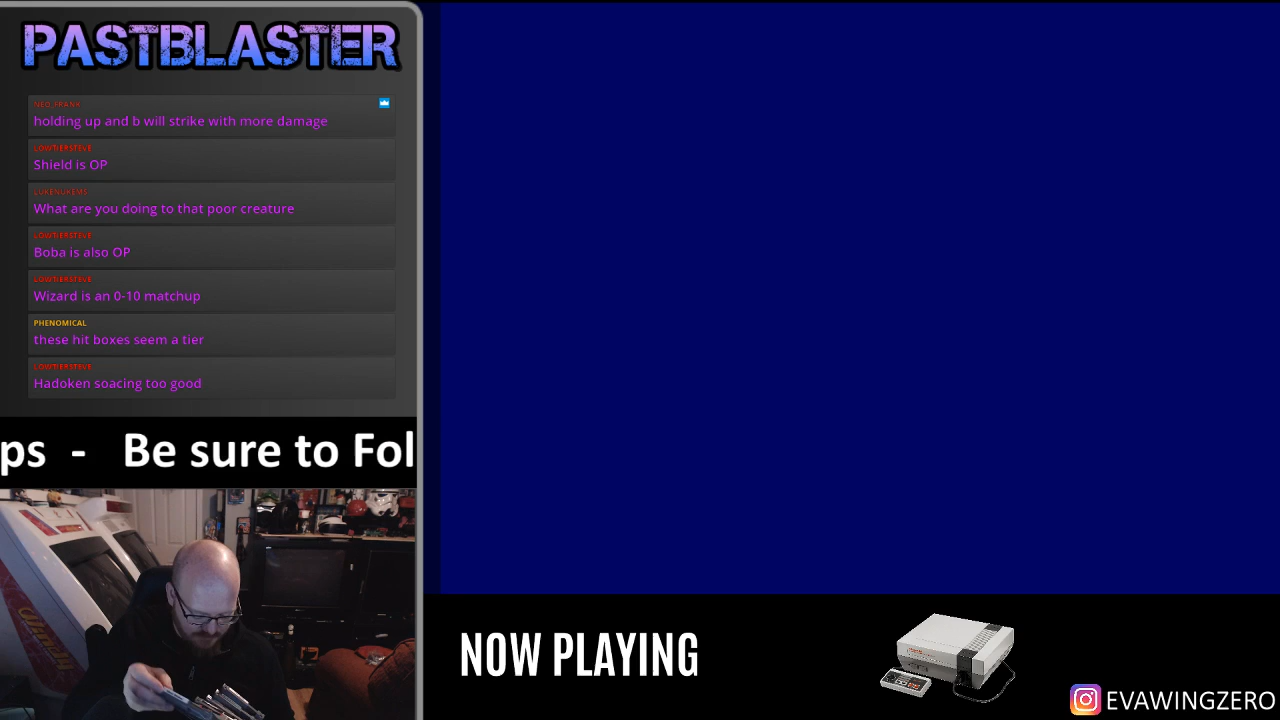 PASTBLASTER
NEO_FRANK
holding up and b will strike with more damage
LOWTIERSTEVE
Shield is OP
LUKENUKEMS
What are you doing to that poor creature
LOWTIERSTEVE
Boba is also OP
LOWTIERSTEVE
Wizard is an 0-10 matchup
PHENOMICAL
these hit boxes seem a tier
LOWTIERSTEVE
Hadoken soacing too good
ps - Be sure to Fol
NOW PLAYING
EVAWINGZERO